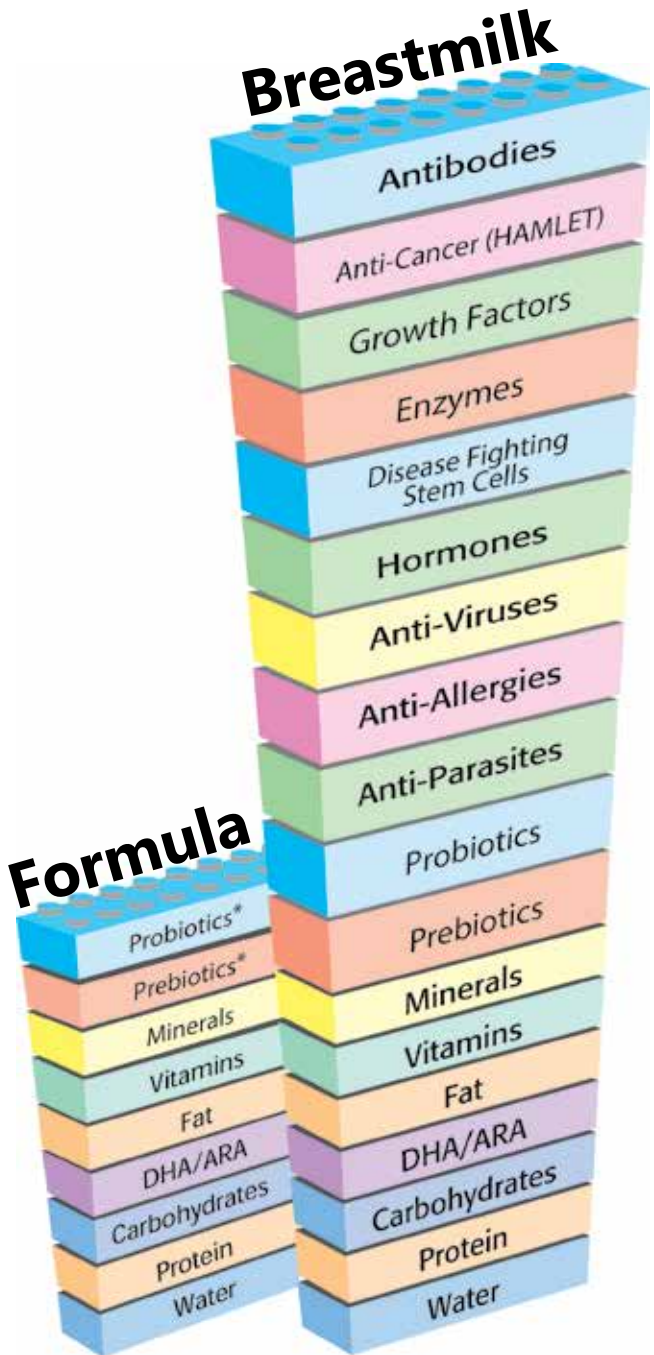 Breastmilk
Antibodies
Anti-Cancer (HAMLET)
Growth Factors
Enzymes
Disease Fighting
Stem Cells
Hormones
Anti-Viruses
Anti-Allergies
Anti-Parasites
Probiotics
Prebiotics
Minerals
Vitamins
Fat
DHA/ARA
Carbohydrates
Protein
Water
Formula
Probiotics*
Prebiotics*
Minerals
Vitamins
Fat
DHA/ARA
Carbohydrates
Protein
Water